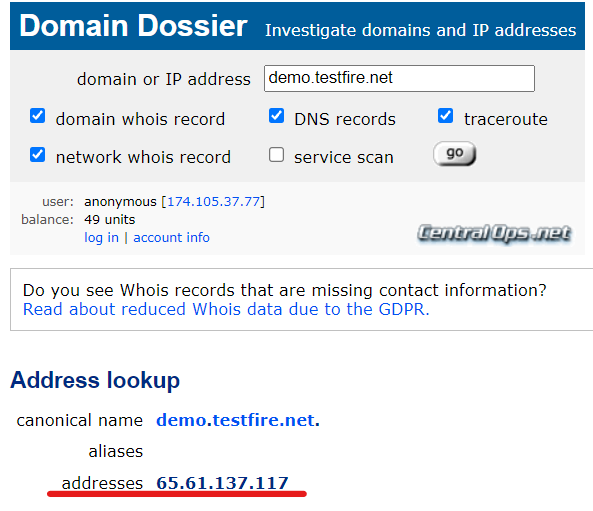 Domain Dossier Investigate domains and IP addresses
domain or IP address demo.testfire.net
domain whois record DNS records traceroute
network whois record service scan go
user: anonymous [174.105.37.77]
balance: 49 units
log in | account info
CentralOps.net
Do you see Whois records that are missing contact information?
Read about reduced Whois data due to the GDPR.
Address lookup
canonical name demo.testfire.net.
aliases
addresses 65.61.137.117